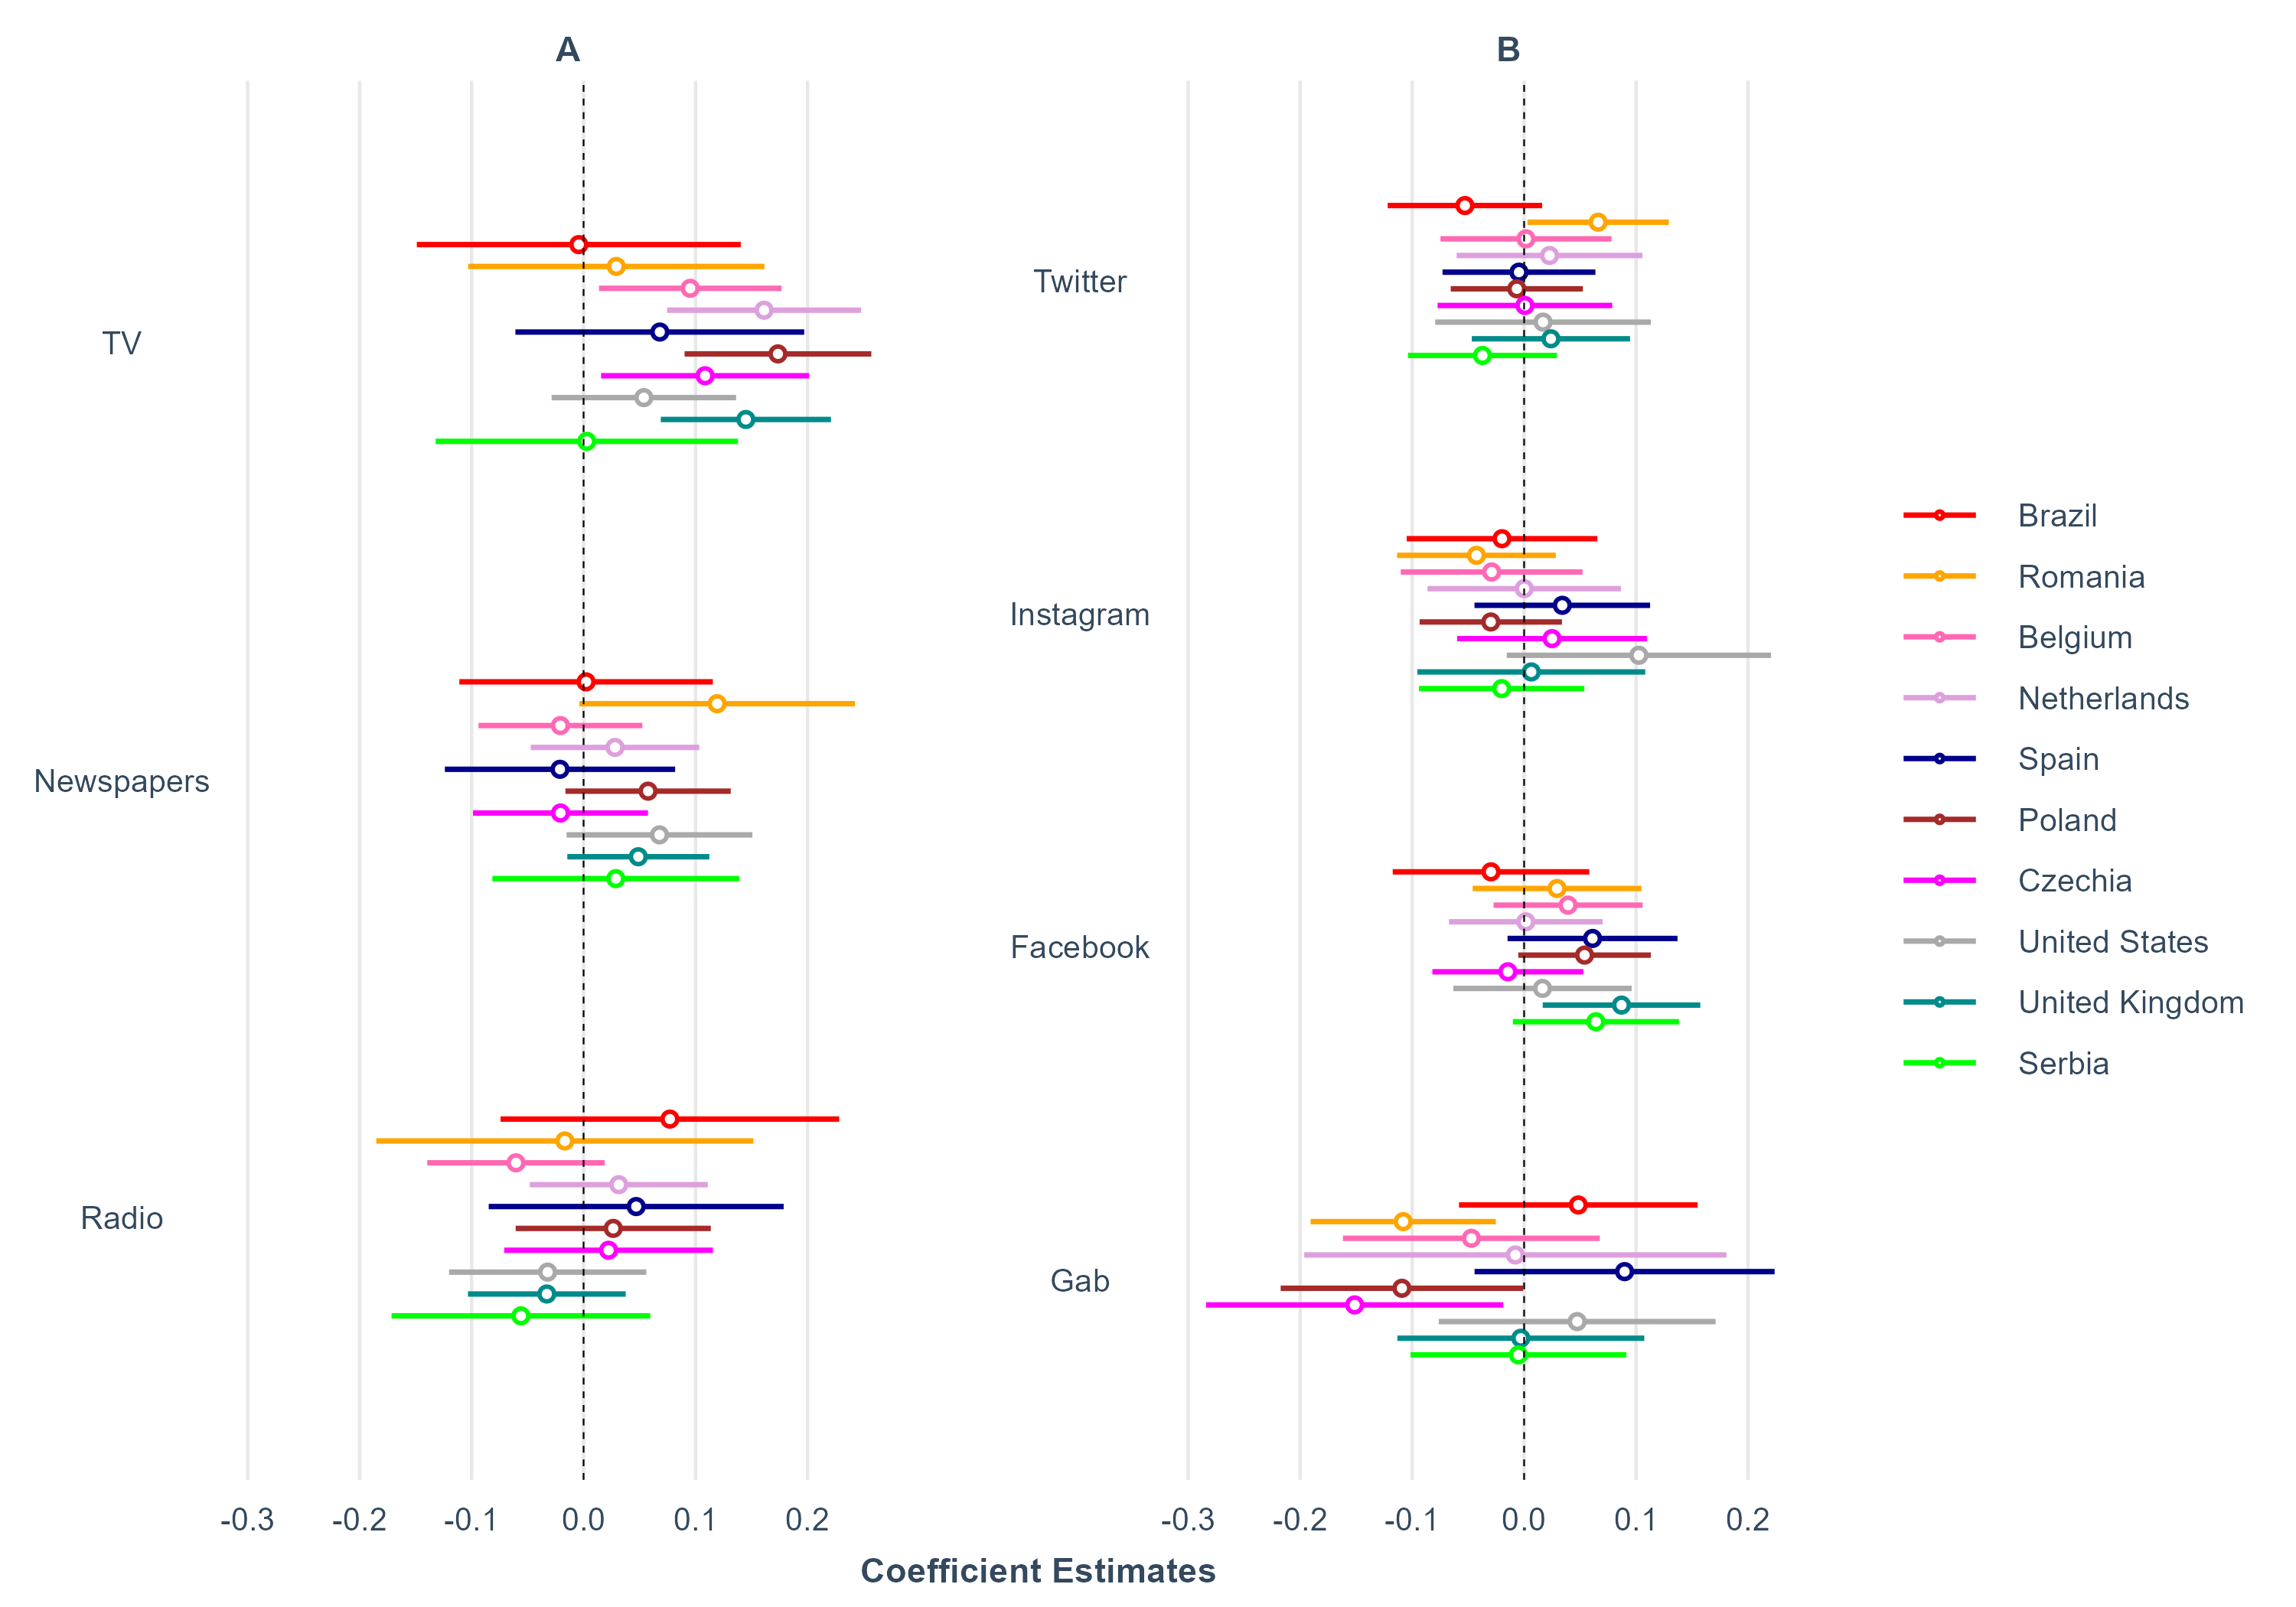 A
B
TV
Newspapers
Radio
Twitter
Instagram
Facebook
Gab
Brazil
Romania
Belgium
Netherlands
Spain
Poland
Czechia
United States
United Kingdom
Serbia
-0.3 -0.2 -0.1 0.0 0.1 0.2
-0.3 -0.2 -0.1 0.0 0.1 0.2
Coefficient Estimates